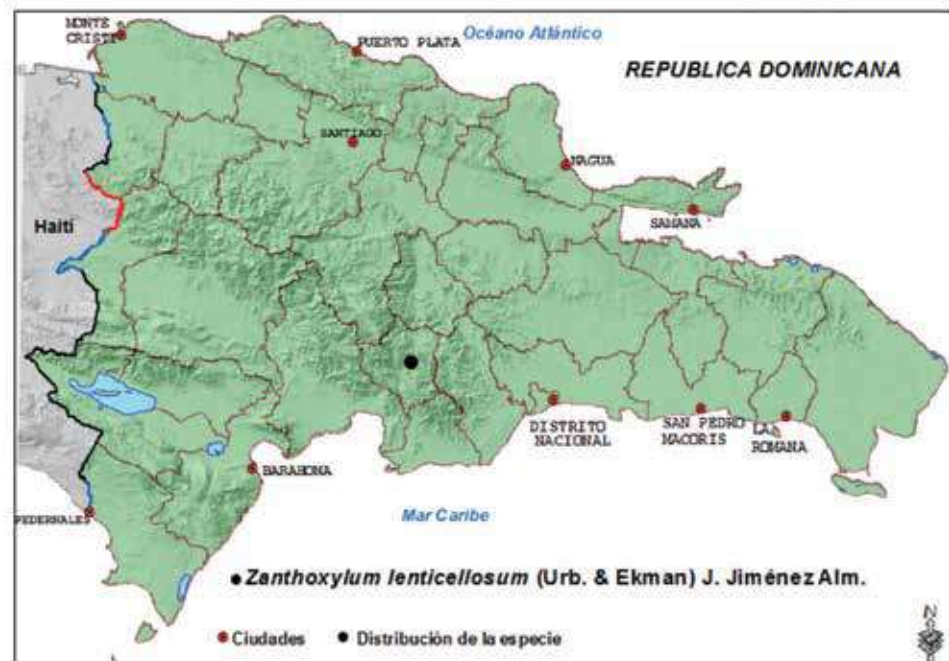 MONTE
CRISTI
PUERTO PLATA
Océano Atlántico
REPUBLICA DOMINICANA
SANTIAGO
NAGUA
SAMANA
Haití
DISTRITO
NACIONAL
SAN PEDRO
MACORIS
LA
ROMANA
BARAHONA
PEDERNALES
Mar Caribe
Zanthoxylum lenticellosum (Urb. & Ekman) J. Jiménez Alm.
Ciudades
Distribución de la especie
N